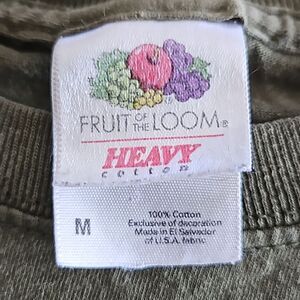 FRUIT OF THE LOOM®
HEAVY
COTTON
M
100% Cotton
Exclusive of decoration
Made in El Salvador
of U.S.A. fabric